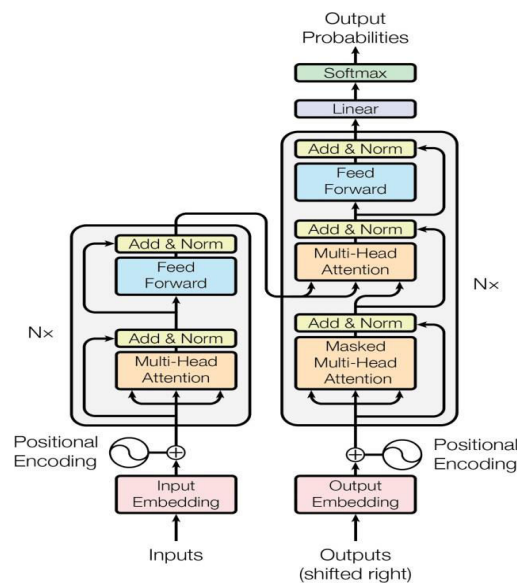 Output
Probabilities
Softmax
Linear
Add & Norm
Feed
Forward
Add & Norm
Multi-Head
Attention
Add & Norm
Masked
Multi-Head
Attention
N×
Add & Norm
Feed
Forward
Add & Norm
Multi-Head
Attention
N×
Positional
Encoding
Positional
Encoding
Input
Embedding
Output
Embedding
Inputs
Outputs
(shifted right)